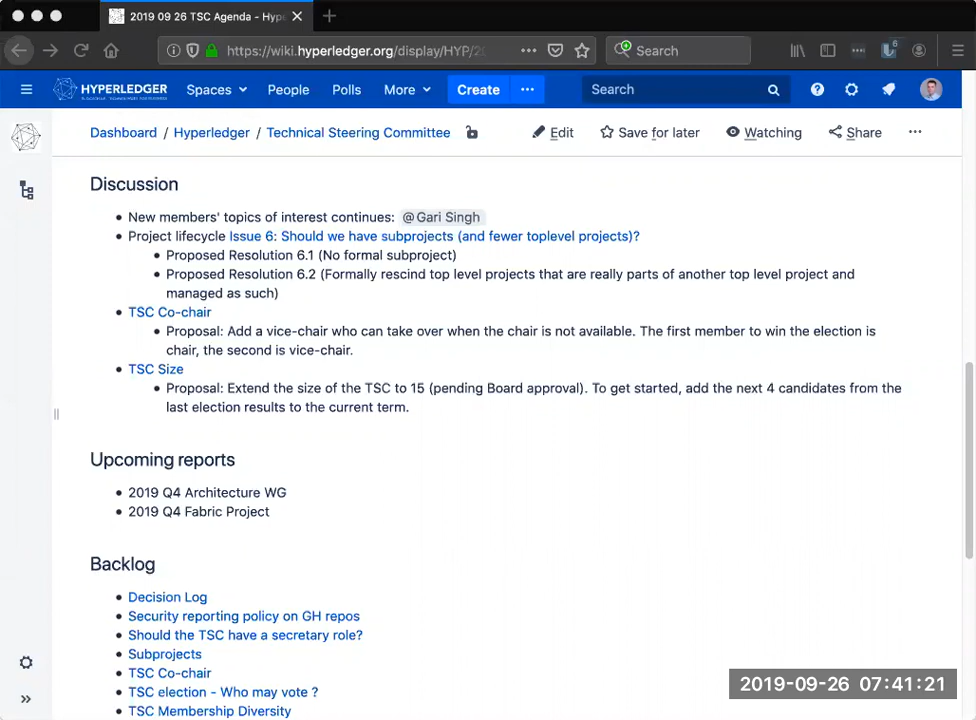 2019 09 26 TSC Agenda - Hype
https://wiki.hyperledger.org/display/HYP/20
Search
6
HYPERLEDGER
Spaces
People
Polls
More
Create
Search
Dashboard / Hyperledger / Technical Steering Committee
Edit
Save for later
Watching
Share
Discussion
• New members' topics of interest continues: @Gari Singh
• Project lifecycle Issue 6: Should we have subprojects (and fewer toplevel projects)?
• Proposed Resolution 6.1 (No formal subproject)
• Proposed Resolution 6.2 (Formally rescind top level projects that are really parts of another top level project and
managed as such)
• TSC Co-chair
• Proposal: Add a vice-chair who can take over when the chair is not available. The first member to win the election is
chair, the second is vice-chair.
• TSC Size
• Proposal: Extend the size of the TSC to 15 (pending Board approval). To get started, add the next 4 candidates from the
last election results to the current term.
Upcoming reports
• 2019 Q4 Architecture WG
• 2019 Q4 Fabric Project
Backlog
• Decision Log
• Security reporting policy on GH repos
• Should the TSC have a secretary role?
• Subprojects
• TSC Co-chair
• TSC election - Who may vote ?
• TSC Membership Diversity
2019-09-26 07:41:21